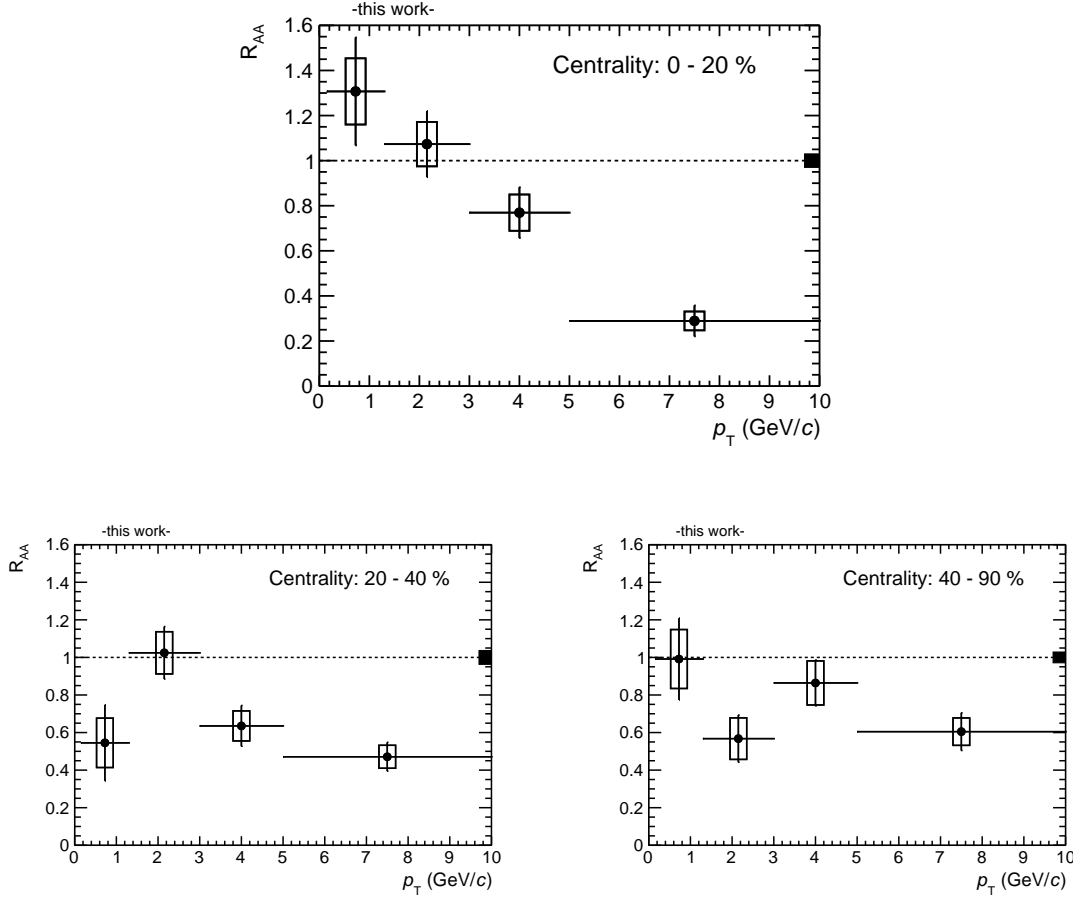 -this work-
R_AA
1.6
1.4
1.2
1
0.8
0.6
0.4
0.2
0
Centrality: 0 - 20 %
0 1 2 3 4 5 6 7 8 9 10
p_T (GeV/c)
-this work-
R_AA
1.6
1.4
1.2
1
0.8
0.6
0.4
0.2
0
Centrality: 20 - 40 %
0 1 2 3 4 5 6 7 8 9 10
p_T (GeV/c)
-this work-
R_AA
1.6
1.4
1.2
1
0.8
0.6
0.4
0.2
0
Centrality: 40 - 90 %
0 1 2 3 4 5 6 7 8 9 10
p_T (GeV/c)